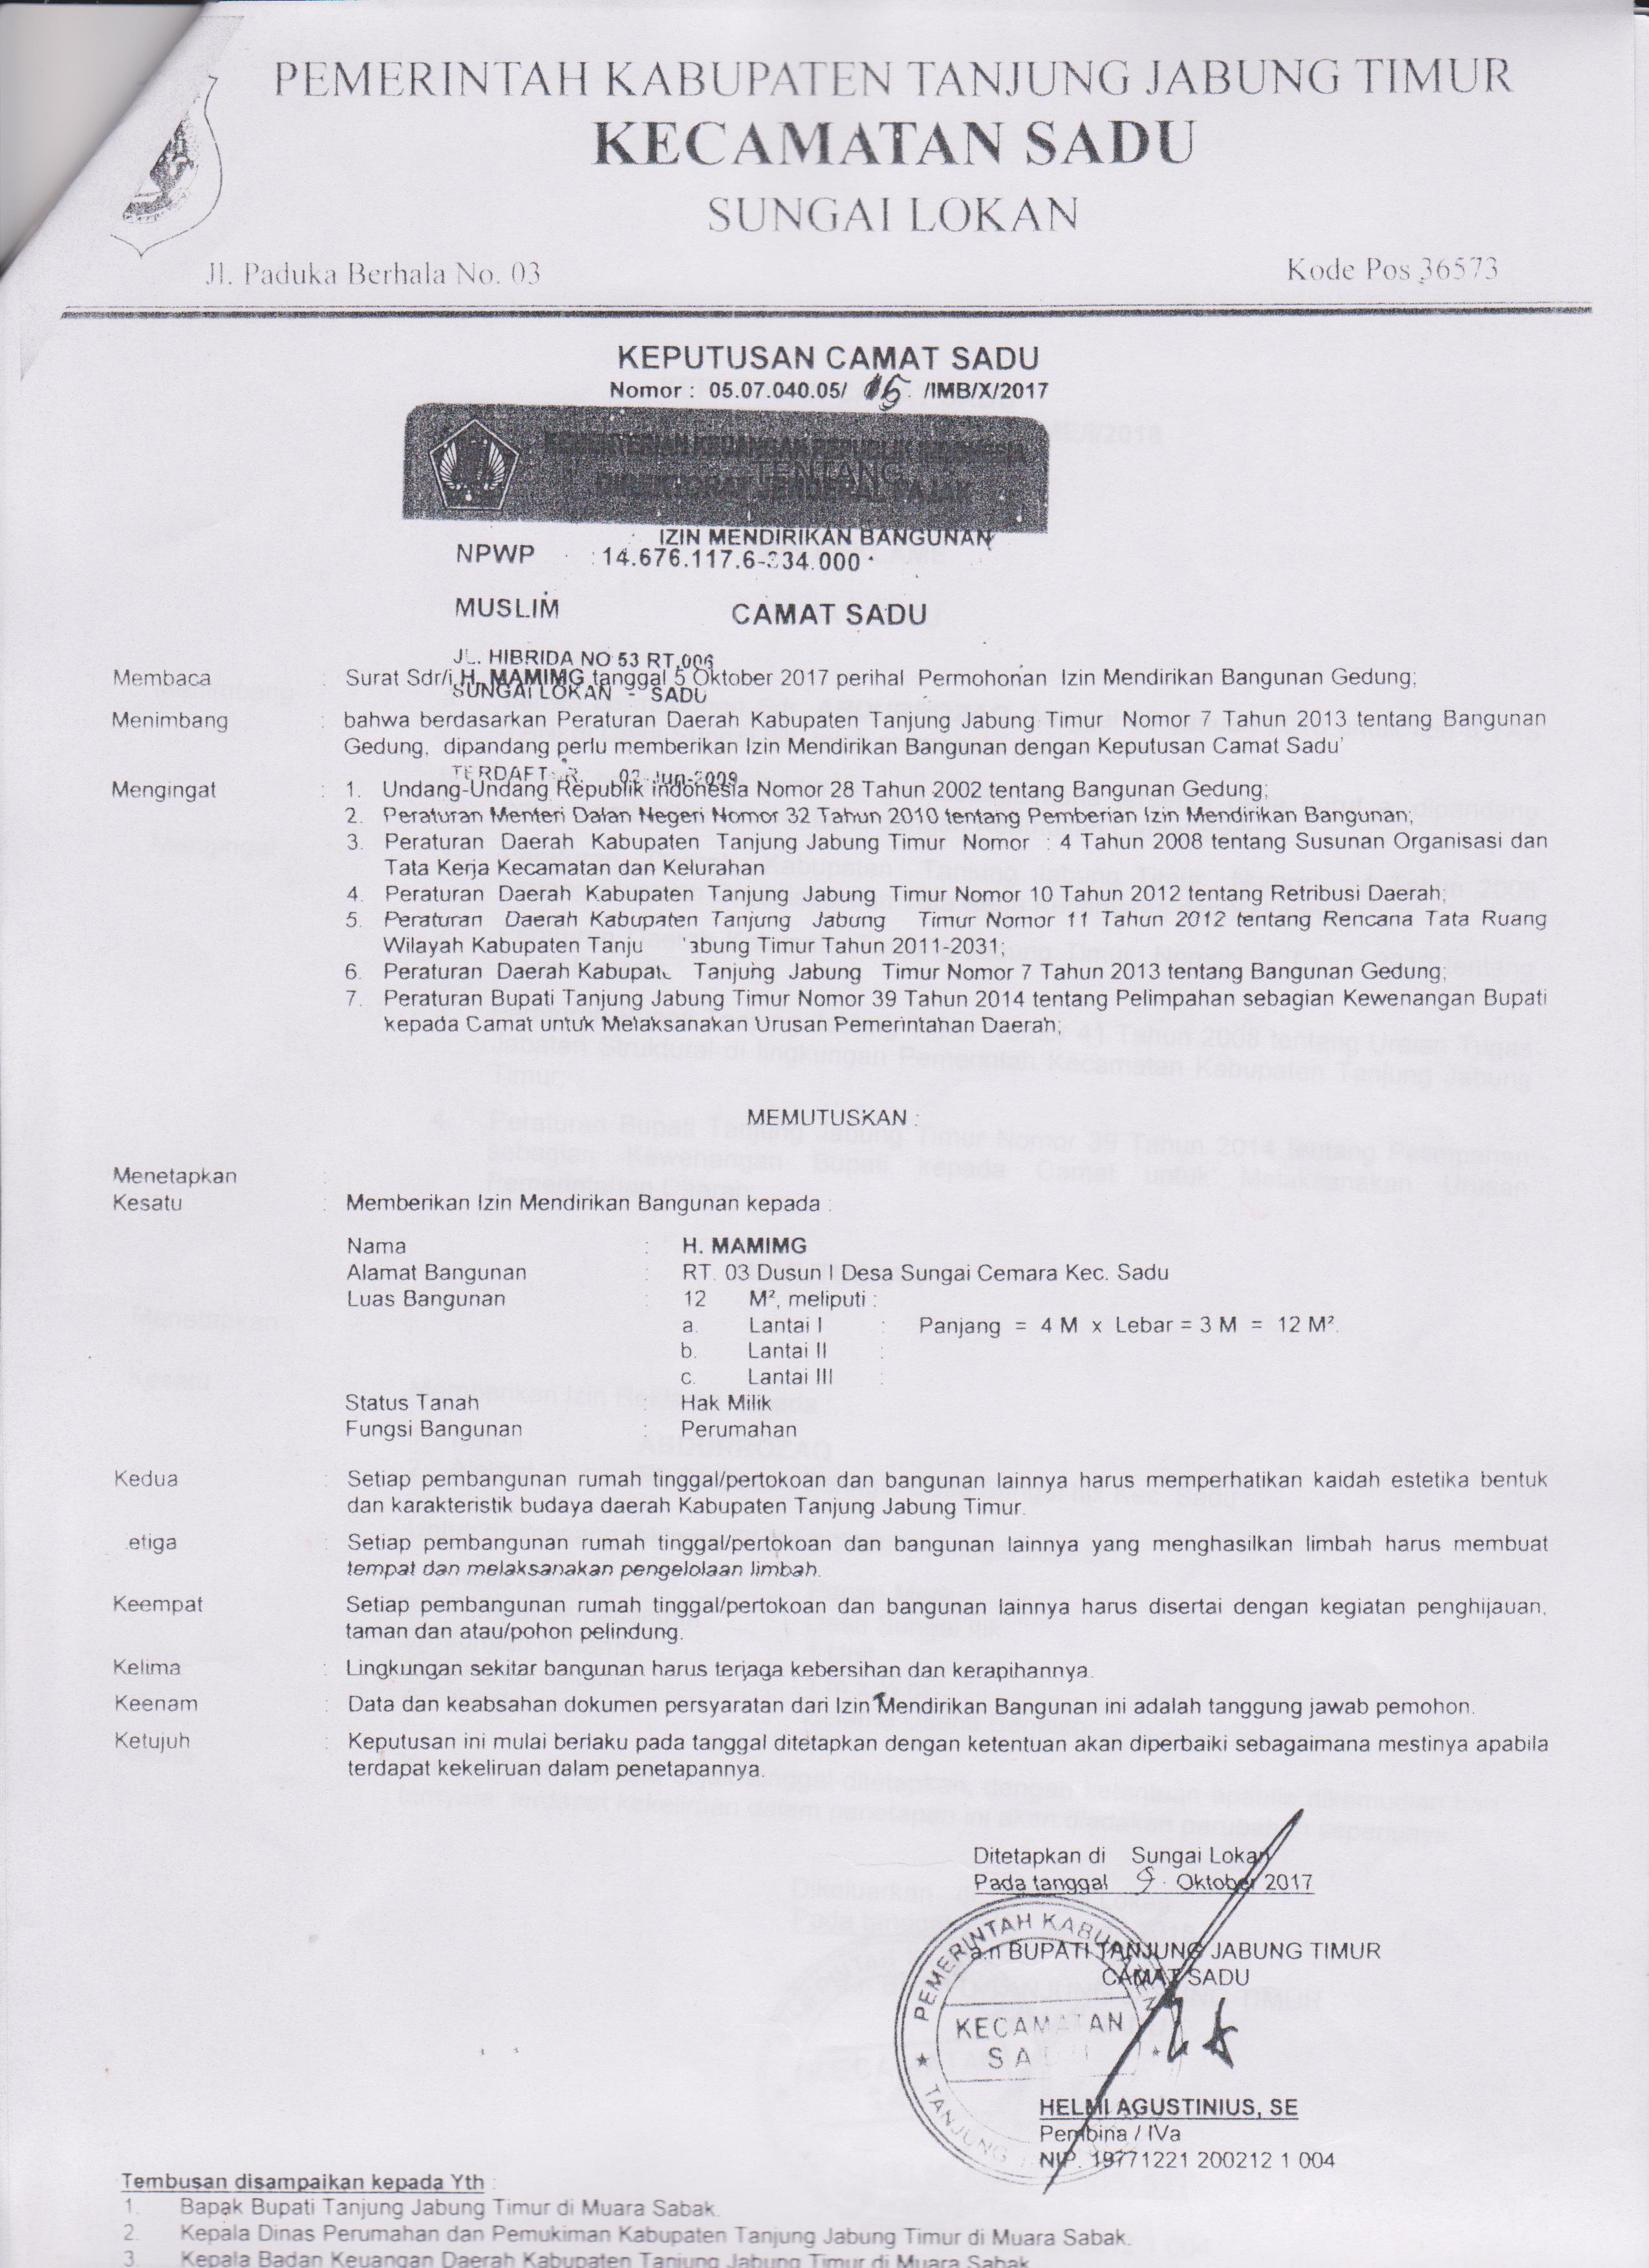 PEMERINTAH KABUPATEN TANJUNG JABUNG TIMUR
KECAMATAN SADU
SUNGAI LOKAN
Jl. Paduka Berhala No. 03 Kode Pos 36573
KEPUTUSAN CAMAT SADU
Nomor : 05.07.040.05/ 15 /IMB/X/2017
KEMENTERIAN KEUANGAN REPUBLIK INDONESIA
TENTANG
DIREKTORAT JENDERAL PAJAK
IZIN MENDIRIKAN BANGUNAN
NPWP : 14.676.117.6-334.000
MUSLIM CAMAT SADU
JL. HIBRIDA NO 53 RT.006
Membaca : Surat Sdr/i H. MAMIMG tanggal 5 Oktober 2017 perihal Permohonan Izin Mendirikan Bangunan Gedung;
SUNGAI LOKAN - SADU
Menimbang : bahwa berdasarkan Peraturan Daerah Kabupaten Tanjung Jabung Timur Nomor 7 Tahun 2013 tentang Bangunan
Gedung, dipandang perlu memberikan Izin Mendirikan Bangunan dengan Keputusan Camat Sadu'
TERDAFTAR 02-Jun-2009
Mengingat : 1. Undang-Undang Republik indonesia Nomor 28 Tahun 2002 tentang Bangunan Gedung;
2. Peraturan Menteri Dalan Negeri Nomor 32 Tahun 2010 tentang Pemberian Izin Mendirikan Bangunan;
3. Peraturan Daerah Kabupaten Tanjung Jabung Timur Nomor : 4 Tahun 2008 tentang Susunan Organisasi dan
Tata Kerja Kecamatan dan Kelurahan
4. Peraturan Daerah Kabupaten Tanjung Jabung Timur Nomor 10 Tahun 2012 tentang Retribusi Daerah;
5. Peraturan Daerah Kabupaten Tanjung Jabung Timur Nomor 11 Tahun 2012 tentang Rencana Tata Ruang
Wilayah Kabupaten Tanju abung Timur Tahun 2011-2031;
6. Peraturan Daerah Kabupate Tanjung Jabung Timur Nomor 7 Tahun 2013 tentang Bangunan Gedung;
7. Peraturan Bupati Tanjung Jabung Timur Nomor 39 Tahun 2014 tentang Pelimpahan sebagian Kewenangan Bupati
kepada Camat untuk Melaksanakan Urusan Pemerintahan Daerah;
MEMUTUSKAN :
Menetapkan :
Kesatu : Memberikan Izin Mendirikan Bangunan kepada :
Nama : H. MAMIMG
Alamat Bangunan : RT. 03 Dusun I Desa Sungai Cemara Kec. Sadu
Luas Bangunan : 12 M², meliputi :
a. Lantai I : Panjang = 4 M x Lebar = 3 M = 12 M².
b. Lantai II :
c. Lantai III :
Status Tanah : Hak Milik
Fungsi Bangunan : Perumahan
Kedua : Setiap pembangunan rumah tinggal/pertokoan dan bangunan lainnya harus memperhatikan kaidah estetika bentuk
dan karakteristik budaya daerah Kabupaten Tanjung Jabung Timur.
etiga : Setiap pembangunan rumah tinggal/pertokoan dan bangunan lainnya yang menghasilkan limbah harus membuat
tempat dan melaksanakan pengelolaan limbah.
Keempat : Setiap pembangunan rumah tinggal/pertokoan dan bangunan lainnya harus disertai dengan kegiatan penghijauan,
taman dan atau/pohon pelindung.
Kelima : Lingkungan sekitar bangunan harus terjaga kebersihan dan kerapihannya.
Keenam : Data dan keabsahan dokumen persyaratan dari Izin Mendirikan Bangunan ini adalah tanggung jawab pemohon.
Ketujuh : Keputusan ini mulai berlaku pada tanggal ditetapkan dengan ketentuan akan diperbaiki sebagaimana mestinya apabila
terdapat kekeliruan dalam penetapannya.
Ditetapkan di Sungai Lokan
Pada tanggal 9 Oktober 2017
a.n BUPATI TANJUNG JABUNG TIMUR
CAMAT SADU
PEMERINTAH KABUPATEN
KECAMATAN
SADU
TANJUNG
HELMI AGUSTINIUS, SE
Pembina / IVa
NIP. 19771221 200212 1 004
Tembusan disampaikan kepada Yth :
1. Bapak Bupati Tanjung Jabung Timur di Muara Sabak.
2. Kepala Dinas Perumahan dan Pemukiman Kabupaten Tanjung Jabung Timur di Muara Sabak.
3. Kepala Badan Keuangan Daerah Kabupaten Tanjung Jabung Timur di Muara Sabak